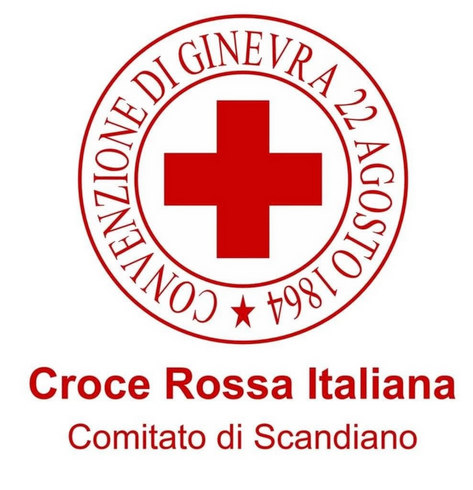 CONVENZIONE DI GINEVRA 22 AGOSTO 1864
Croce Rossa Italiana
Comitato di Scandiano